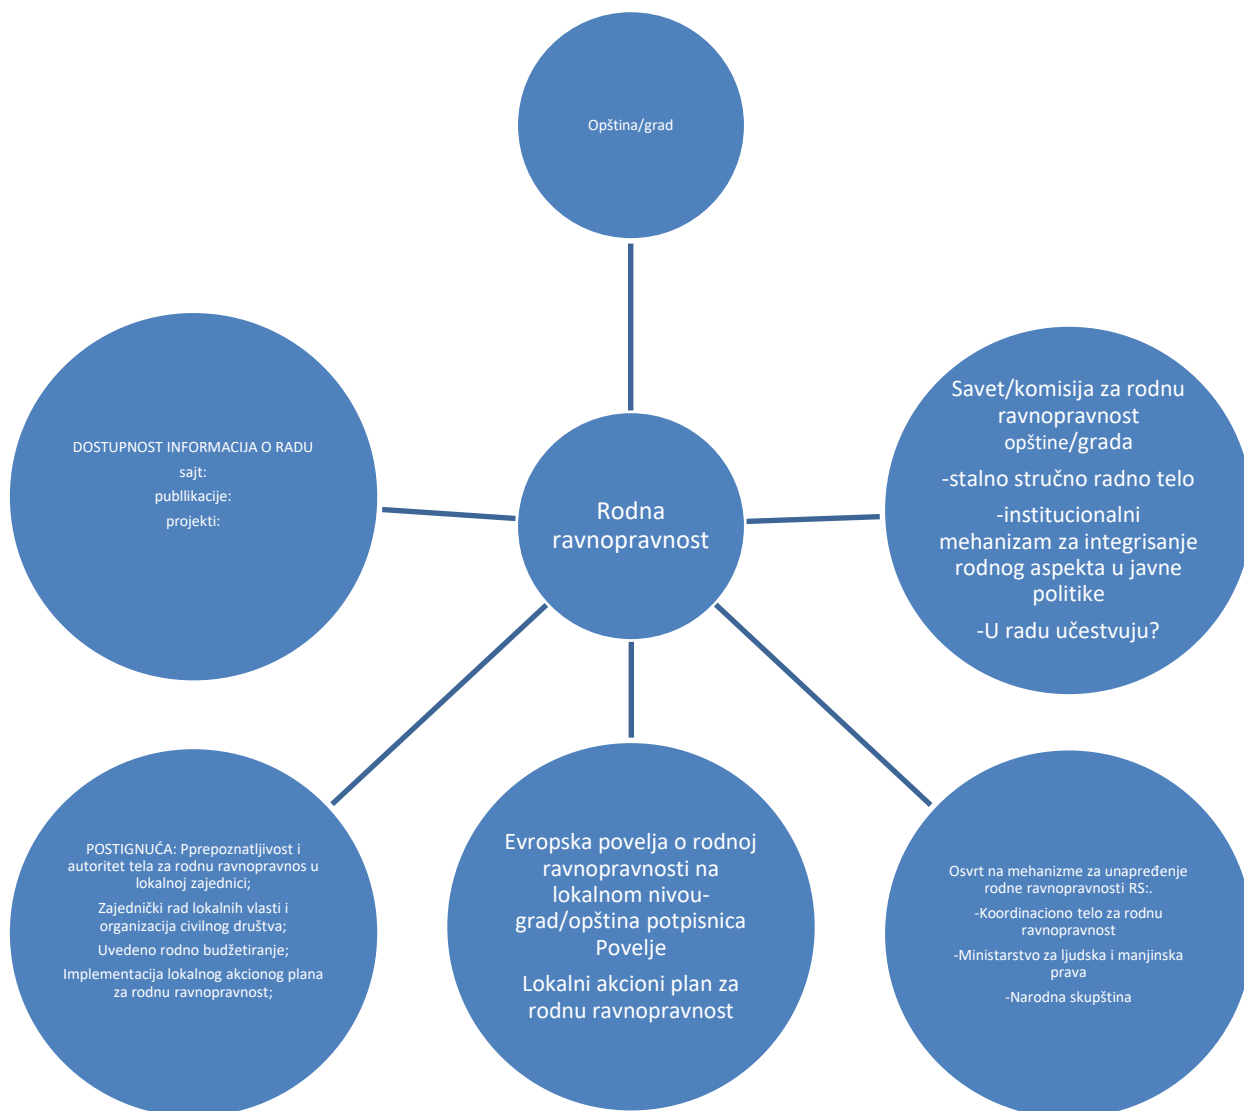 Opština/grad
Savet/komisija za rodnu
ravnopravnost
opštine/grada
-stalno stručno radno telo
-institucionalni
mehanizam za integrisanje
rodnog aspekta u javne
politike
-U radu učestvuju?
DOSTUPNOST INFORMACIJA O RADU
sajt:
publlikacije:
projekti:
Rodna
ravnopravnost
POSTIGNUĆA: Pprepoznatljivost i
autoritet tela za rodnu ravnopravnos u
lokalnoj zajednici;
Zajednički rad lokalnih vlasti i
organizacija civilnog društva;
Uvedeno rodno budžetiranje;
Implementacija lokalnog akcionog plana
za rodnu ravnopravnost;
Evropska povelja o rodnoj
ravnopravnosti na
lokalnom nivou-
grad/opština potpisnica
Povelje
Lokalni akcioni plan za
rodnu ravnopravnost
Osvrt na mehanizme za unapređenje
rodne ravnopravnosti RS:.
-Koordinaciono telo za rodnu
ravnopravnost
-Ministarstvo za ljudska i manjinska
prava
-Narodna skupština